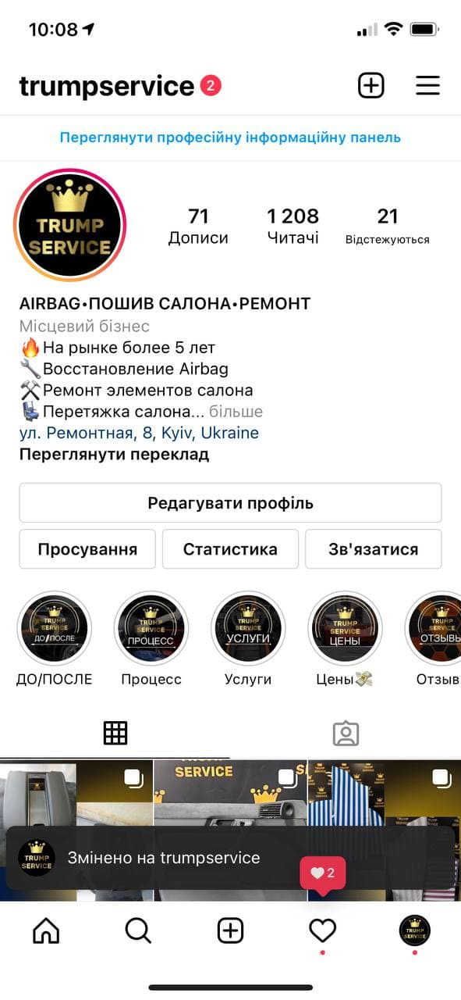 10:08
trumpservice 2
Переглянути професійну інформаційну панель
TRUMP
SERVICE
71
Дописи
1 208
Читачі
21
Відстежуються
AIRBAG•ПОШИВ САЛОНА•РЕМОНТ
Місцевий бізнес
🔥На рынке более 5 лет
🔧Восстановление Airbag
⚒Ремонт элементов салона
💺Перетяжка салона... більше
ул. Ремонтная, 8, Kyiv, Ukraine
Переглянути переклад
Редагувати профіль
Просування
Статистика
Зв'язатися
TRUMP
SERVICE
ДО/ПОСЛЕ
TRUMP
SERVICE
ПРОЦЕСС
TRUMP
SERVICE
УСЛУГИ
TRUMP
SERVICE
ЦЕНЫ
TRUMP
SERVICE
ОТЗЫВЫ
ДО/ПОСЛЕ
Процесс
Услуги
Цены💸
Отзыв
TRUMP
SERVICE
TRUMP
SERVICE
Змінено на trumpservice
2
TRUMP
SERVICE